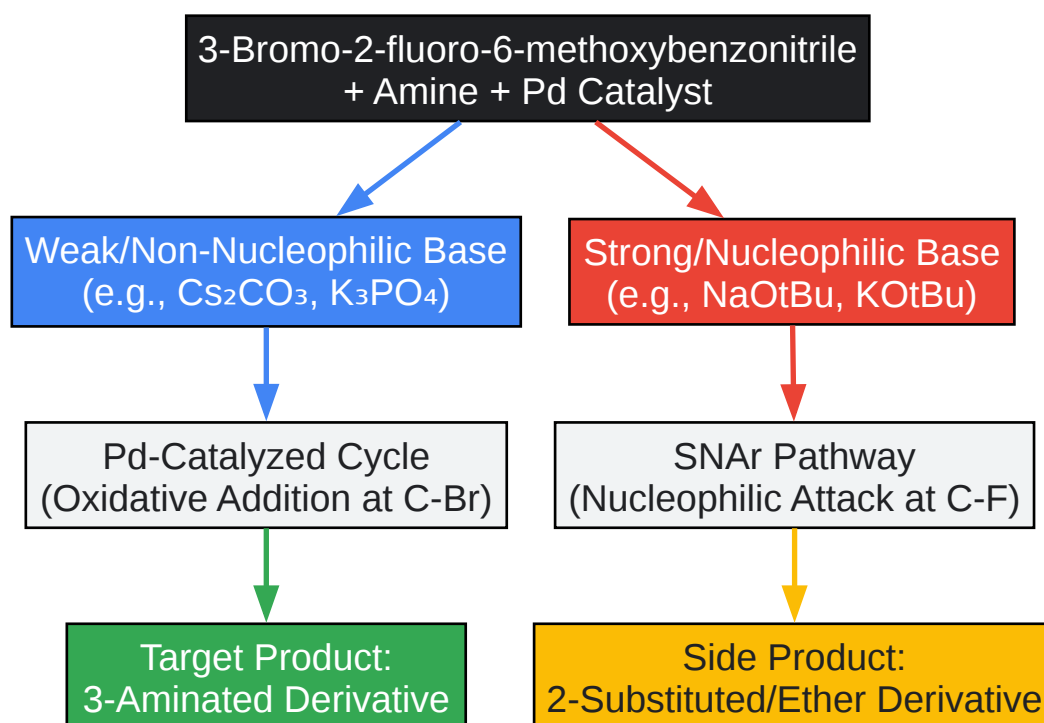 3-Bromo-2-fluoro-6-methoxybenzonitrile
+ Amine + Pd Catalyst
Weak/Non-Nucleophilic Base
(e.g., Cs₂CO₃, K₃PO₄)
Strong/Nucleophilic Base
(e.g., NaOtBu, KOtBu)
Pd-Catalyzed Cycle
(Oxidative Addition at C-Br)
SNAr Pathway
(Nucleophilic Attack at C-F)
Target Product:
3-Aminated Derivative
Side Product:
2-Substituted/Ether Derivative